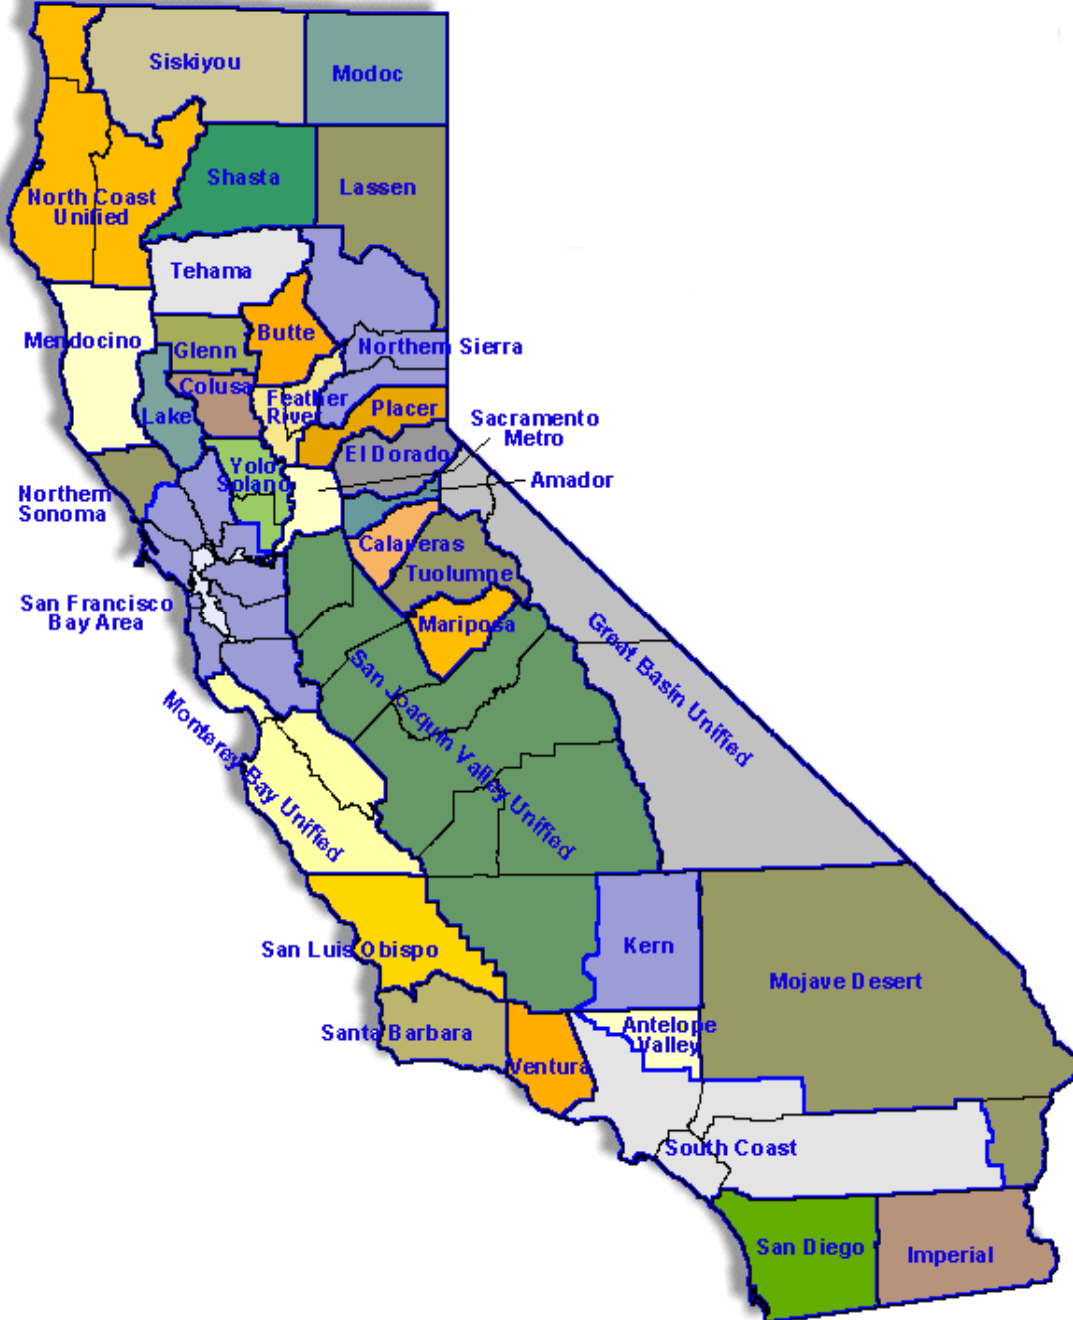 Siskiyou
Modoc
Shasta
Lassen
North Coast
Unified
Tehama
Mendocino
Butte
Glenn
Northern Sierra
Colusa
Feather
River
Placer
Lake
Sacramento
Metro
El Dorado
Yolo
Solano
Amador
Northern
Sonoma
Calaveras
Tuolumne
San Francisco
Bay Area
Mariposa
Great Basin Unified
San Joaquin Valley Unified
Monterey Bay Unified
San Luis Obispo
Kern
Mojave Desert
Santa Barbara
Antelope
Valley
Ventura
South Coast
San Diego
Imperial